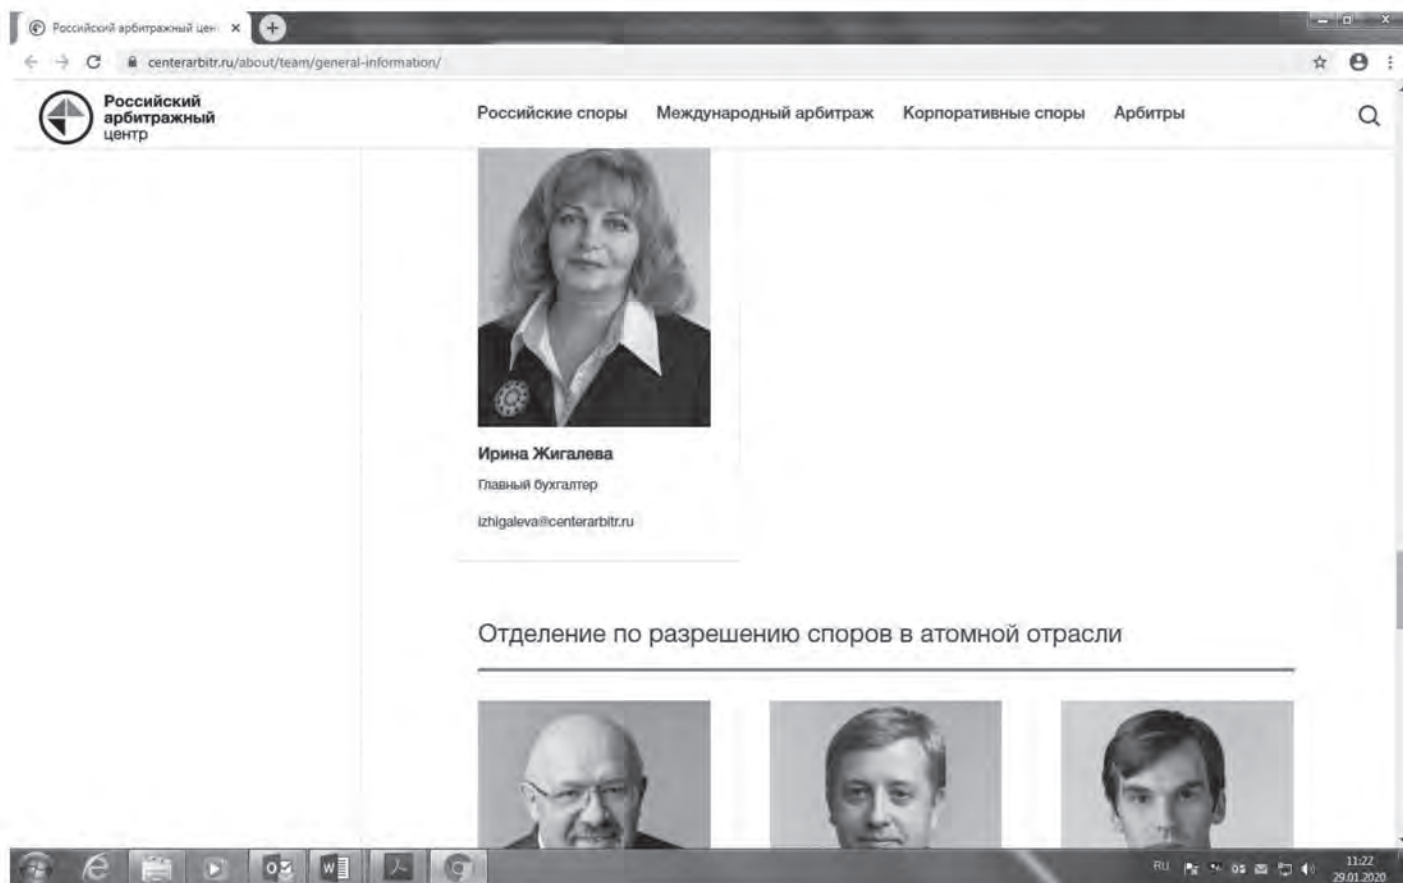 Российский арбитражный цен
centerarbitr.ru/about/team/general-information/
Российский
арбитражный
центр
Российские споры Международный арбитраж Корпоративные споры Арбитры
Ирина Жигалева
Главный бухгалтер
izhigaleva@centerarbitr.ru
Отделение по разрешению споров в атомной отрасли
RU
11:22
29.01.2020